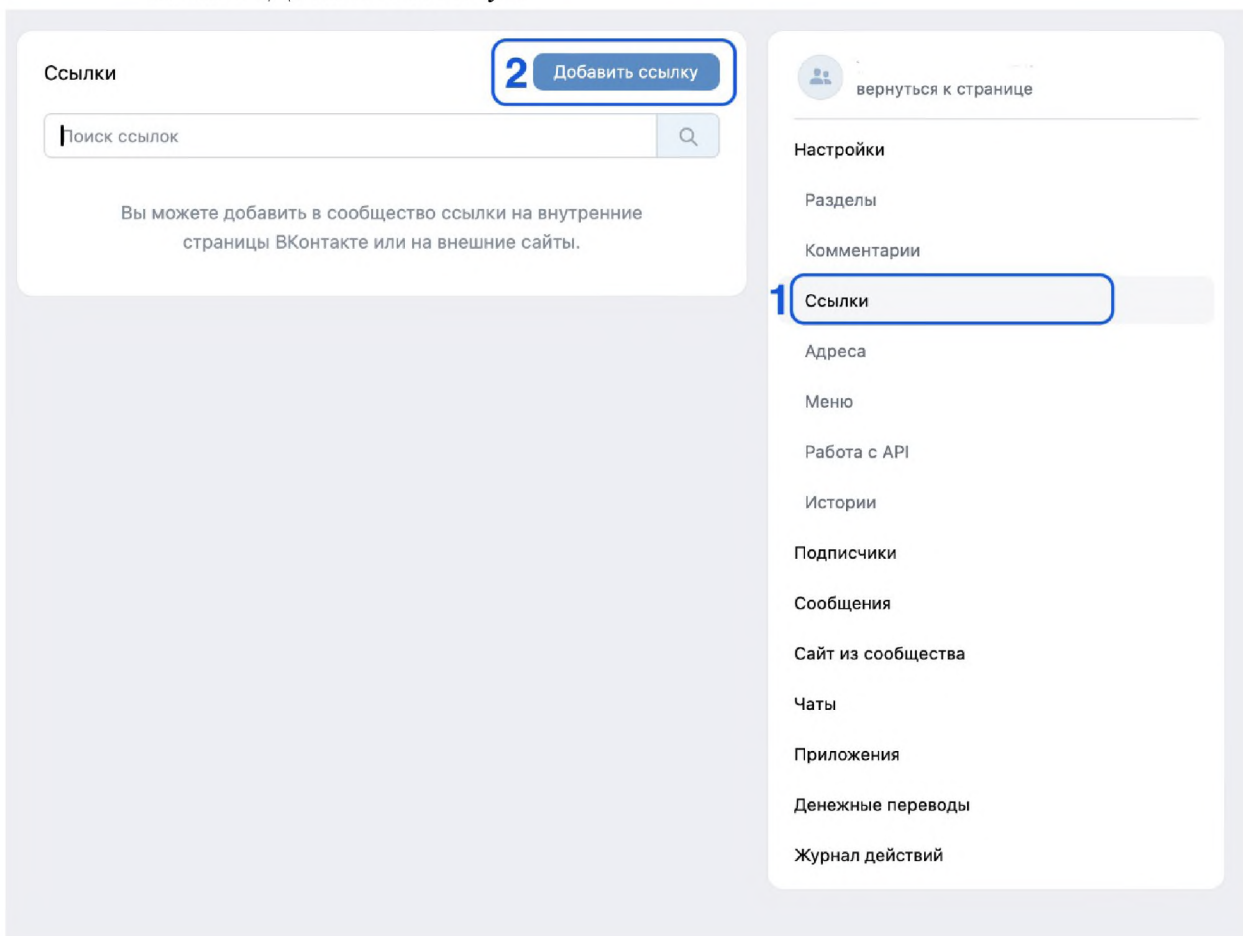 Ссылки
2 Добавить ссылку
Поиск ссылок
Вы можете добавить в сообщество ссылки на внутренние
страницы ВКонтакте или на внешние сайты.
вернуться к странице
Настройки
Разделы
Комментарии
1 Ссылки
Адреса
Меню
Работа с API
Истории
Подписчики
Сообщения
Сайт из сообщества
Чаты
Приложения
Денежные переводы
Журнал действий